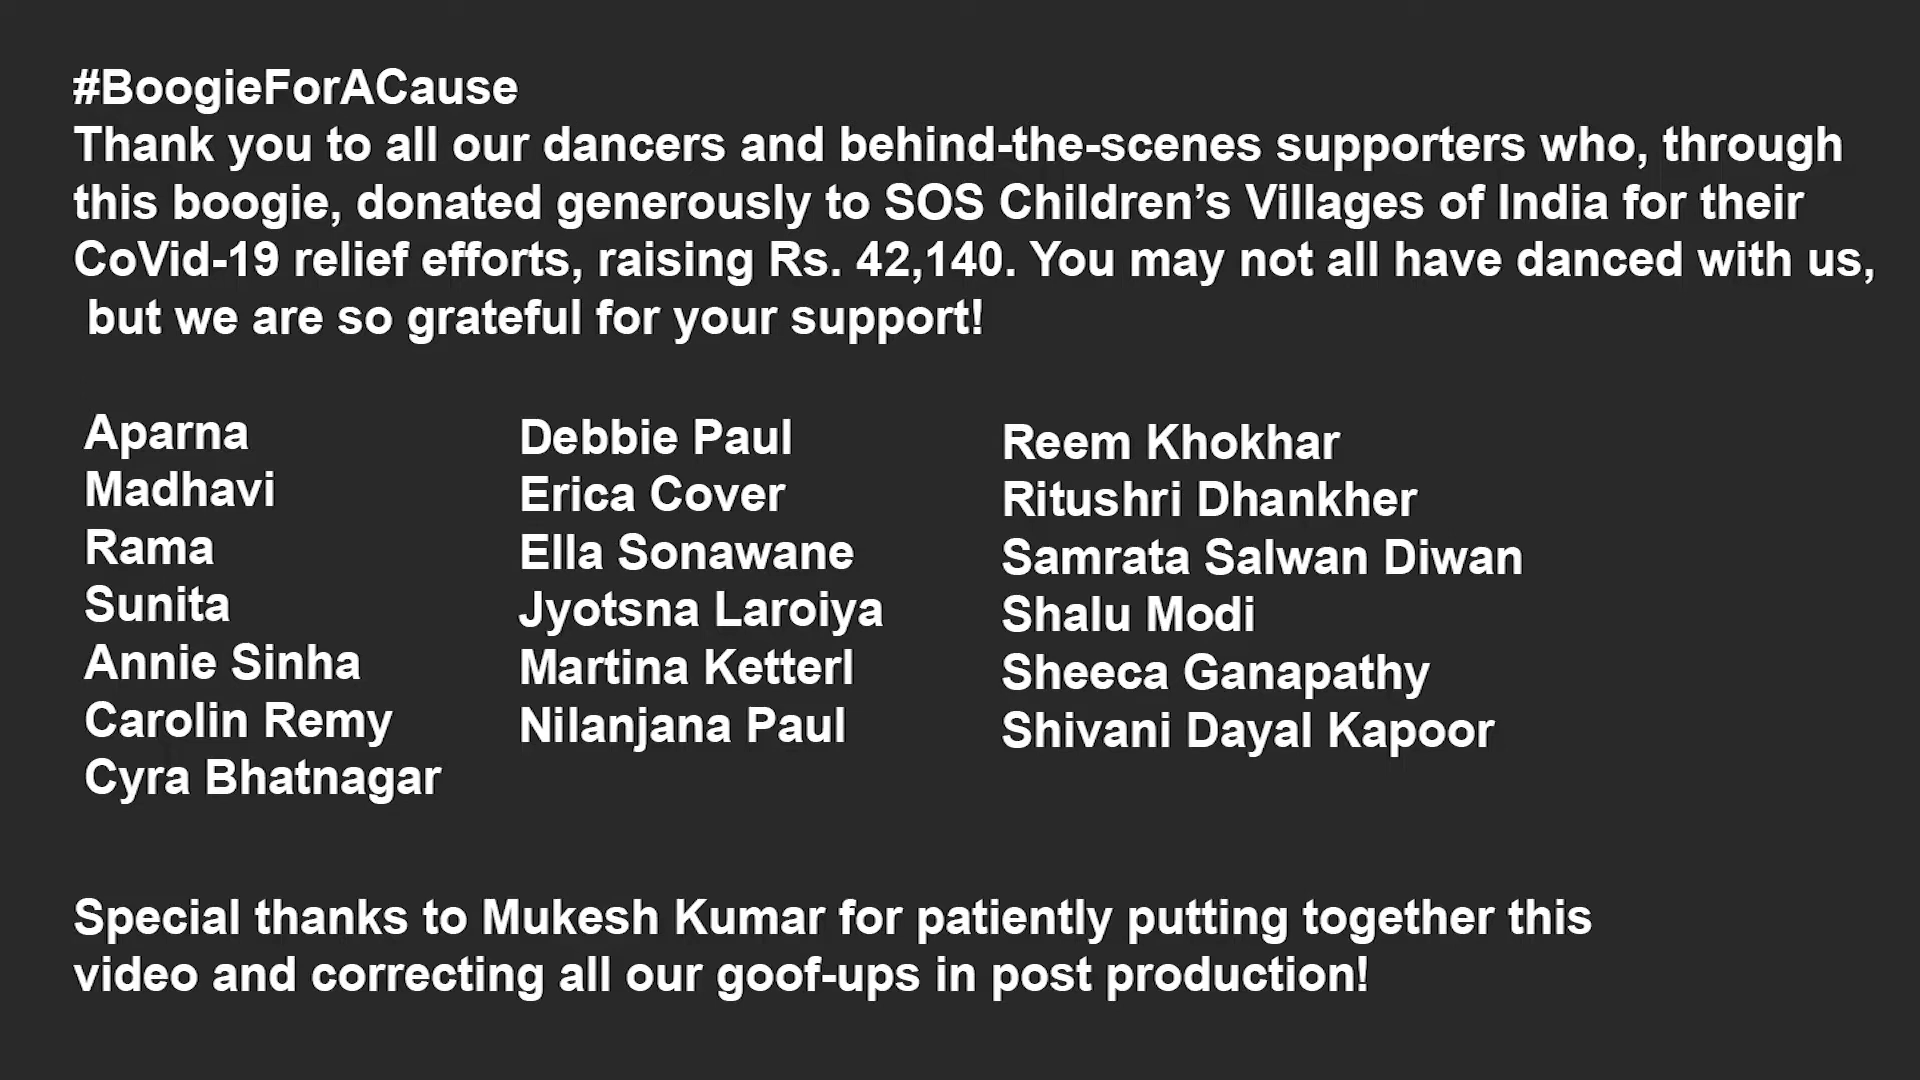 #BoogieForACause
Thank you to all our dancers and behind-the-scenes supporters who, through
this boogie, donated generously to SOS Children’s Villages of India for their
CoVid-19 relief efforts, raising Rs. 42,140. You may not all have danced with us,
but we are so grateful for your support!
Aparna
Madhavi
Rama
Sunita
Annie Sinha
Carolin Remy
Cyra Bhatnagar
Debbie Paul
Erica Cover
Ella Sonawane
Jyotsna Laroiya
Martina Ketterl
Nilanjana Paul
Reem Khokhar
Ritushri Dhankher
Samrata Salwan Diwan
Shalu Modi
Sheeca Ganapathy
Shivani Dayal Kapoor
Special thanks to Mukesh Kumar for patiently putting together this
video and correcting all our goof-ups in post production!